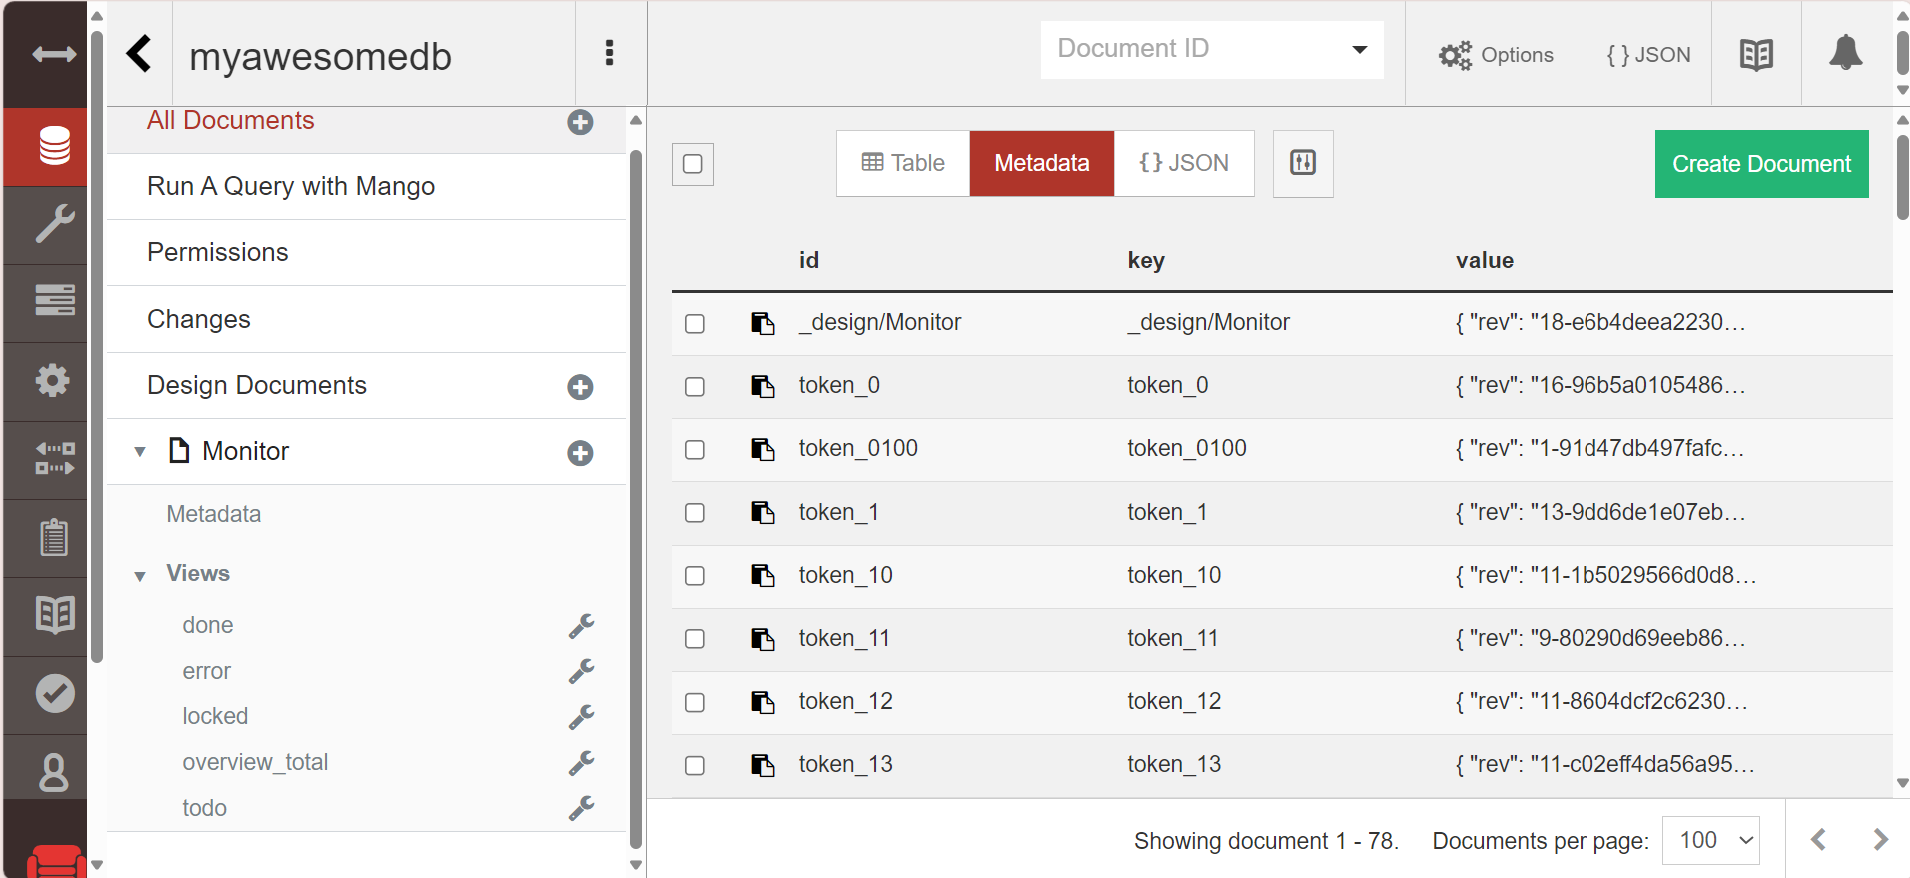 myawesomedb
Document ID
Options
{ } JSON
All Documents
Run A Query with Mango
Permissions
Changes
Design Documents
Monitor
Metadata
Views
done
error
locked
overview_total
todo
Table Metadata {} JSON
Create Document
id key value
_design/Monitor _design/Monitor { "rev": "18-e6b4deea2230...
token_0 token_0 { "rev": "16-96b5a0105486...
token_0100 token_0100 { "rev": "1-91d47db497fafc...
token_1 token_1 { "rev": "13-9dd6de1e07eb...
token_10 token_10 { "rev": "11-1b5029566d0d8...
token_11 token_11 { "rev": "9-80290d69eeb86...
token_12 token_12 { "rev": "11-8604dcf2c6230...
token_13 token_13 { "rev": "11-c02eff4da56a95...
Showing document 1 - 78. Documents per page: 100